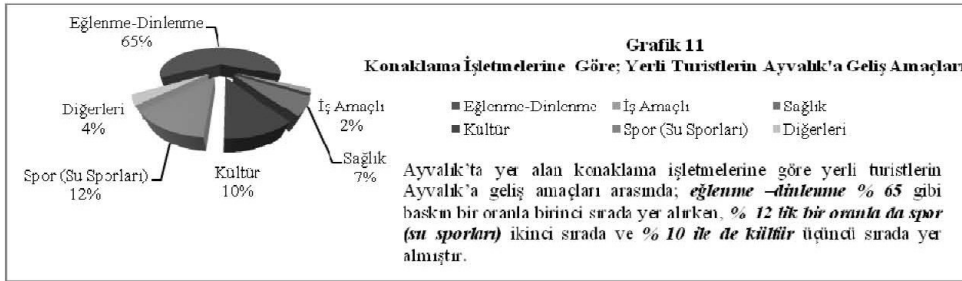 Eğlenme-Dinlenme
65%
Diğerleri
4%
Spor (Su Sporları)
12%
Kültür
10%
İş Amaçlı
2%
Sağlık
7%
Grafik 11
Konaklama İşletmelerine Göre; Yerli Turistlerin Ayvalık'a Geliş Amaçları
Eğlenme-Dinlenme İş Amaçlı Sağlık
Kültür Spor (Su Sporları) Diğerleri
Ayvalık’ta yer alan konaklama işletmelerine göre yerli turistlerin
Ayvalık’a geliş amaçları arasında; eğlenme –dinlenme % 65 gibi
baskın bir oranla birinci sırada yer alırken, % 12 lik bir oranla da spor
(su sporları) ikinci sırada ve % 10 ile de kültür üçüncü sırada yer
almıştır.